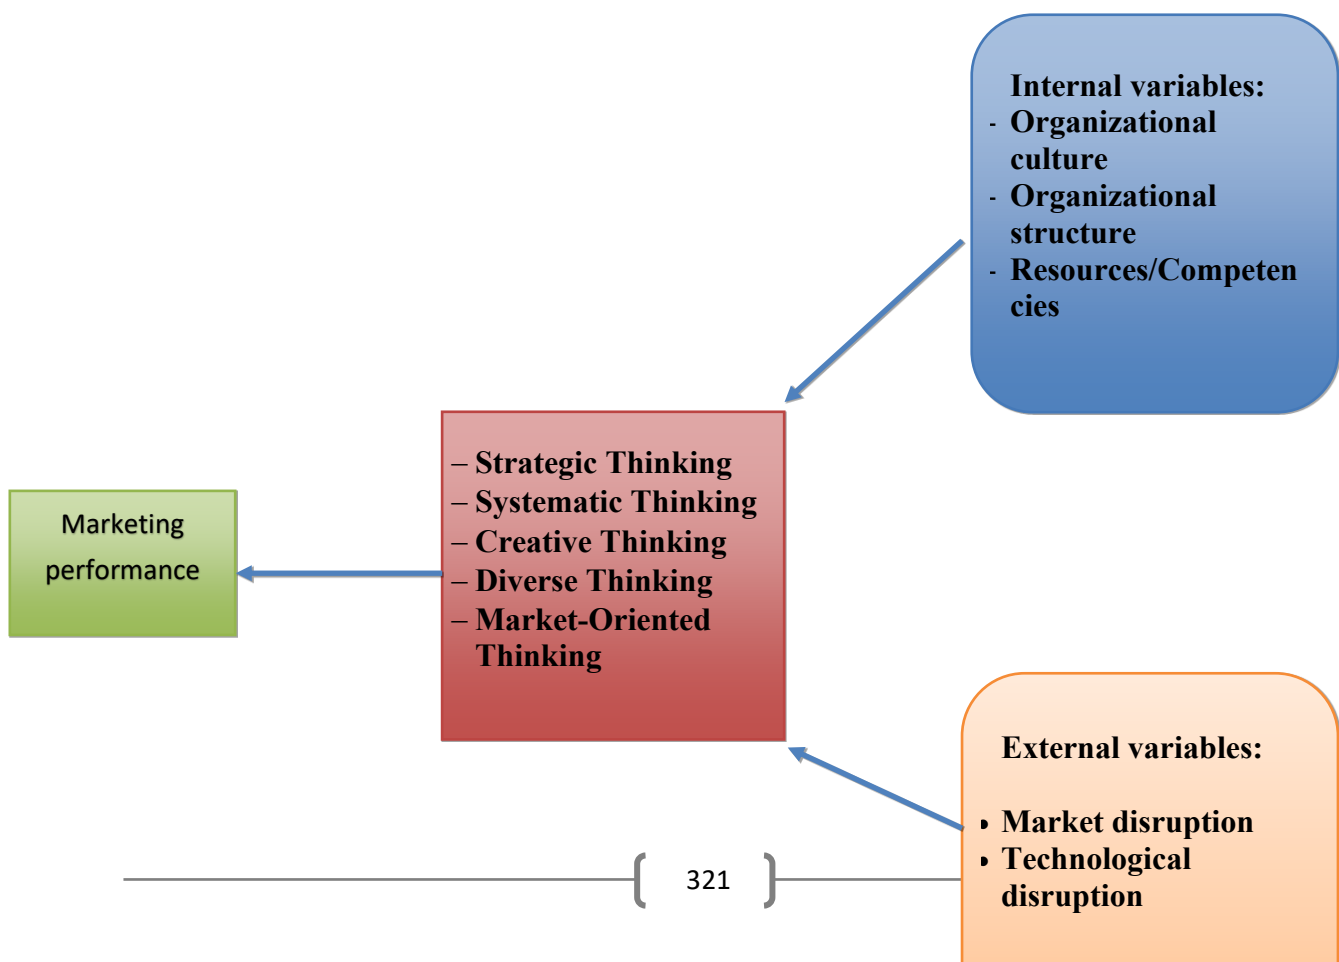 Internal variables:
- Organizational
culture
- Organizational
structure
- Resources/Competen
cies
– Strategic Thinking
– Systematic Thinking
– Creative Thinking
– Diverse Thinking
– Market-Oriented
Thinking
Marketing
performance
External variables:
• Market disruption
• Technological
disruption
321